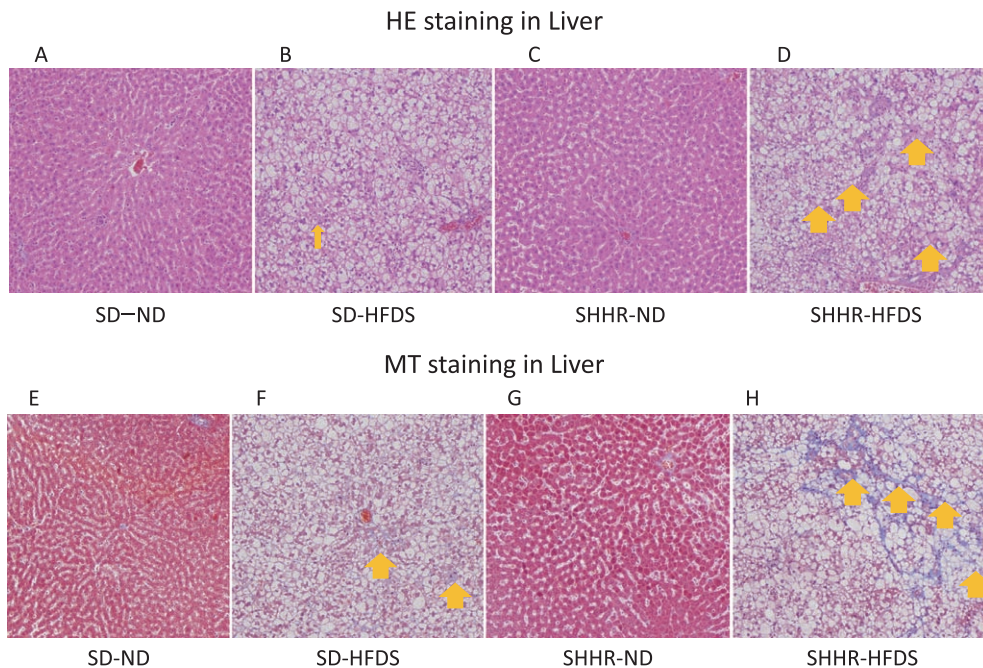 HE staining in Liver
A B C D
SD−ND SD-HFDS SHHR-ND SHHR-HFDS
MT staining in Liver
E F G H
SD-ND SD-HFDS SHHR-ND SHHR-HFDS